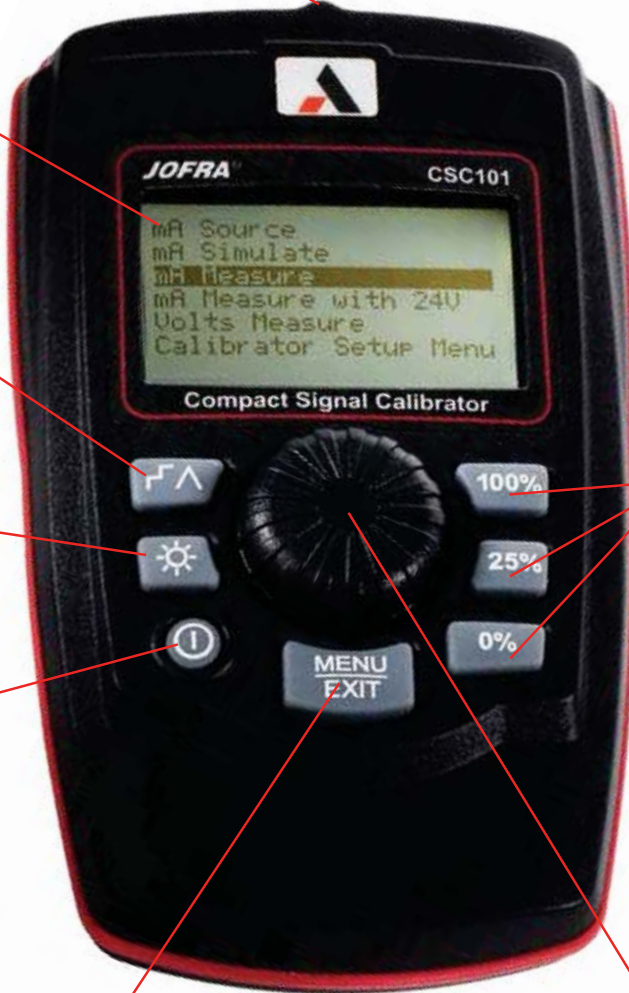 JOFRA CSC101
mA Source
mA Simulate
mA Measure
mA Measure with 24V
Volts Measure
Calibrator Setup Menu
Compact Signal Calibrator
100%
25%
0%
MENU
EXIT